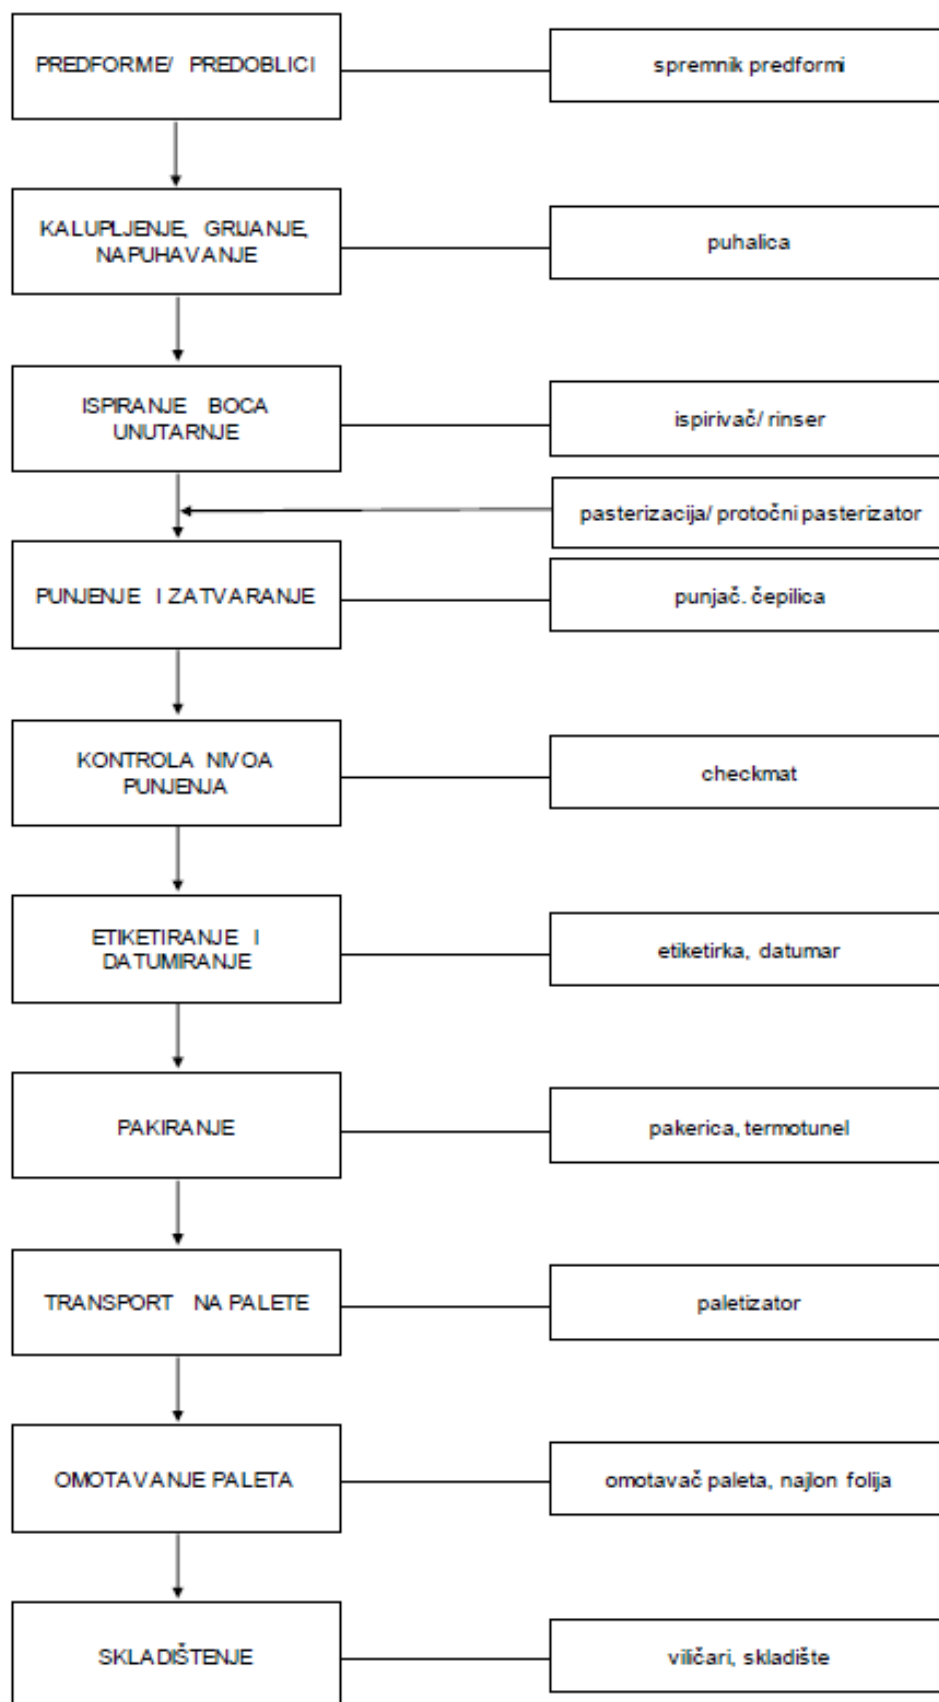 PREDFORME/ PREDOBLICI
spremnik predformi
KALUPLJENJE, GRIJANJE,
NAPUHAVANJE
puhalica
ISPIRANJE BOCA
UNUTARNJE
ispirivač/ rinser
pasterizacija/ protočni pasterizator
PUNJENJE I ZATVARANJE
punjač. čepilica
KONTROLA NIVOA
PUNJENJA
checkmat
ETIKETIRANJE I
DATUMIRANJE
etiketirka, datumar
PAKIRANJE
pakerica, termotunel
TRANSPORT NA PALETE
paletizator
OMOTAVANJE PALETA
omotavač paleta, najlon folija
SKLADIŠTENJE
viličari, skladište